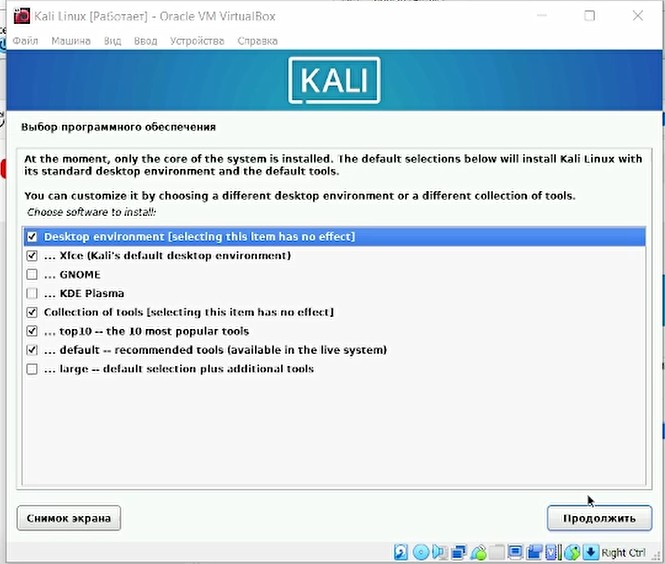 Kali Linux [Работает] - Oracle VM VirtualBox
Файл Машина Вид Ввод Устройства Справка
KALI
Выбор программного обеспечения
At the moment, only the core of the system is installed. The default selections below will install Kali Linux with
its standard desktop environment and the default tools.
You can customize it by choosing a different desktop environment or a different collection of tools.
Choose software to install:
Desktop environment [selecting this item has no effect]
... Xfce (Kali's default desktop environment)
... GNOME
... KDE Plasma
Collection of tools [selecting this item has no effect]
... top10 -- the 10 most popular tools
... default -- recommended tools (available in the live system)
... large -- default selection plus additional tools
Снимок экрана Продолжить
Right Ctrl